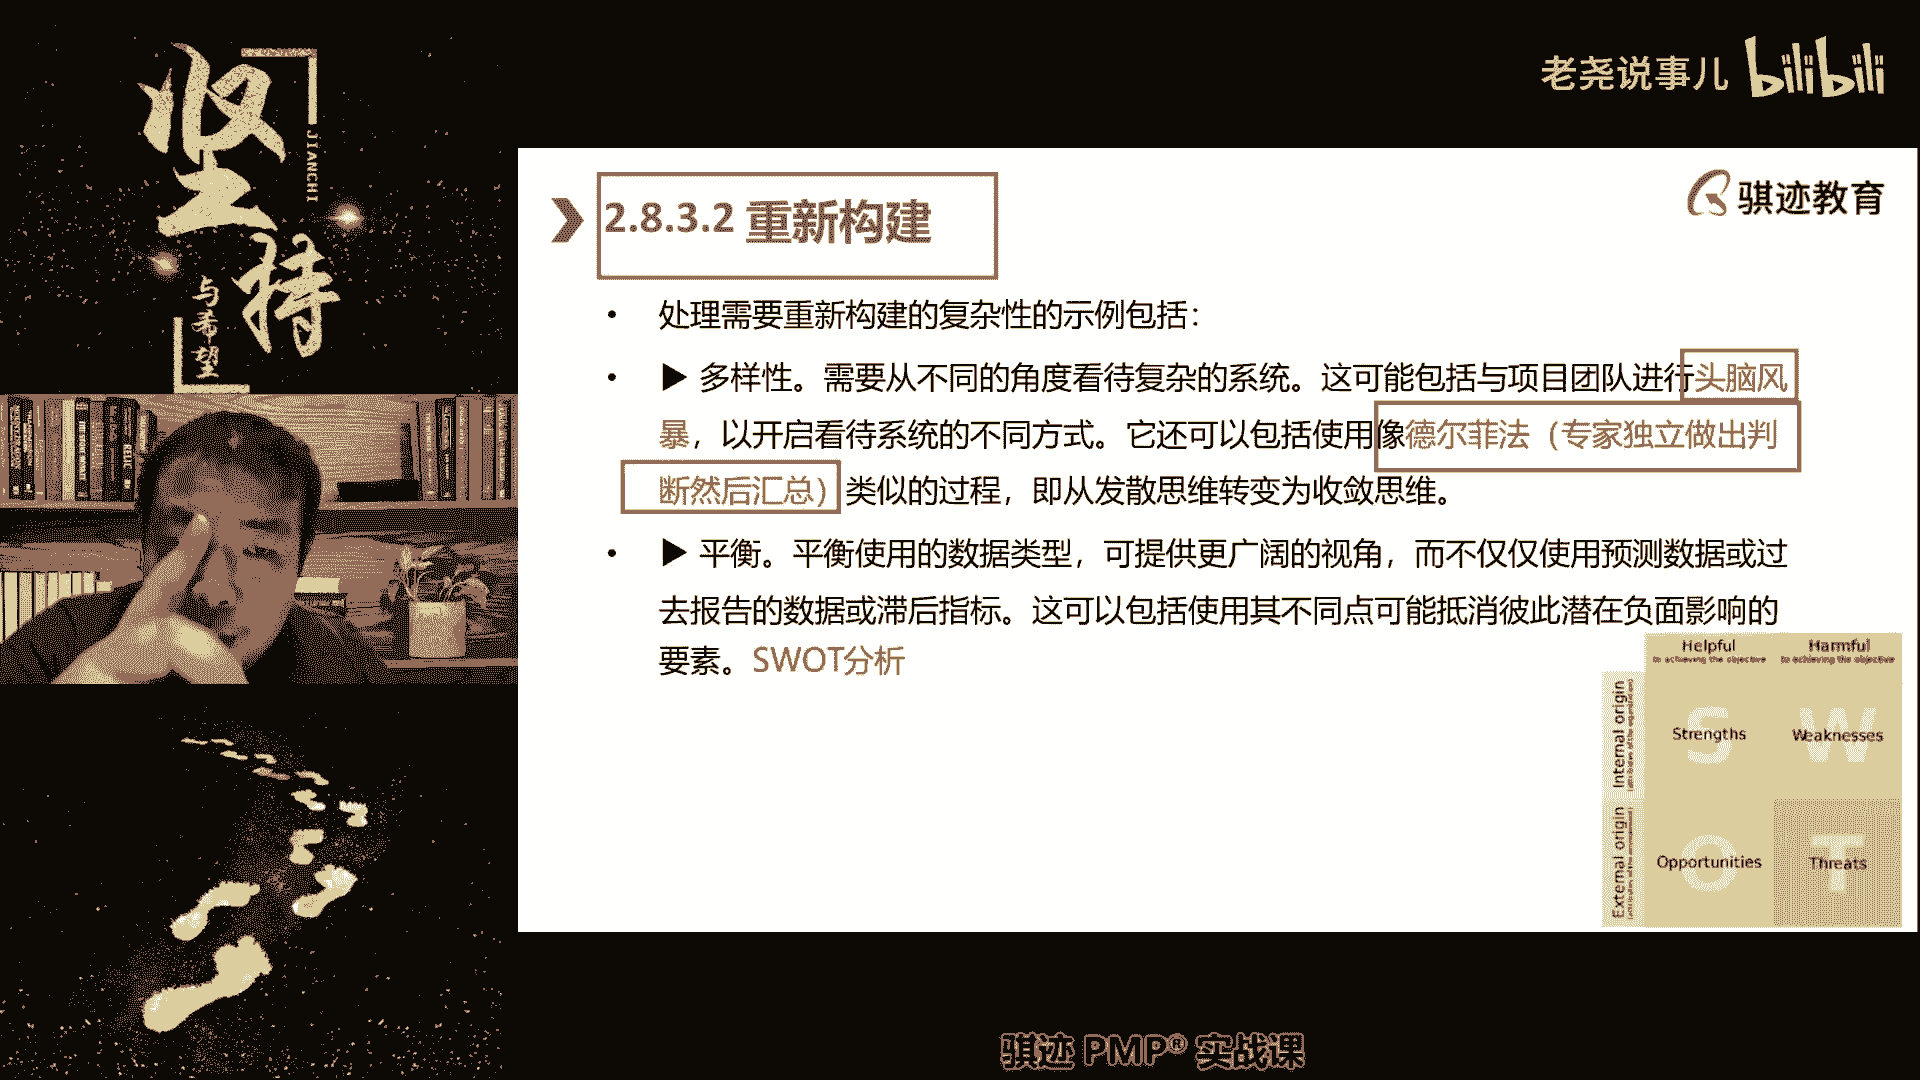 坚持
JIANCHI
与希望
老尧说事儿 bilibili
骐迹教育
2.8.3.2 重新构建
• 处理需要重新构建的复杂性的示例包括：
• ▶ 多样性。需要从不同的角度看待复杂的系统。这可能包括与项目团队进行头脑风
暴，以开启看待系统的不同方式。它还可以包括使用像德尔菲法（专家独立做出判
断然后汇总）类似的过程，即从发散思维转变为收敛思维。
• ▶ 平衡。平衡使用的数据类型，可提供更广阔的视角，而不仅仅使用预测数据或过
去报告的数据或滞后指标。这可以包括使用其不同点可能抵消彼此潜在负面影响的
要素。SWOT分析
Helpful
to achieving the objective
Harmful
to achieving the objective
Internal origin
S
Strengths
W
Weaknesses
External origin
O
Opportunities
T
Threats
骐迹 PMP® 实战课